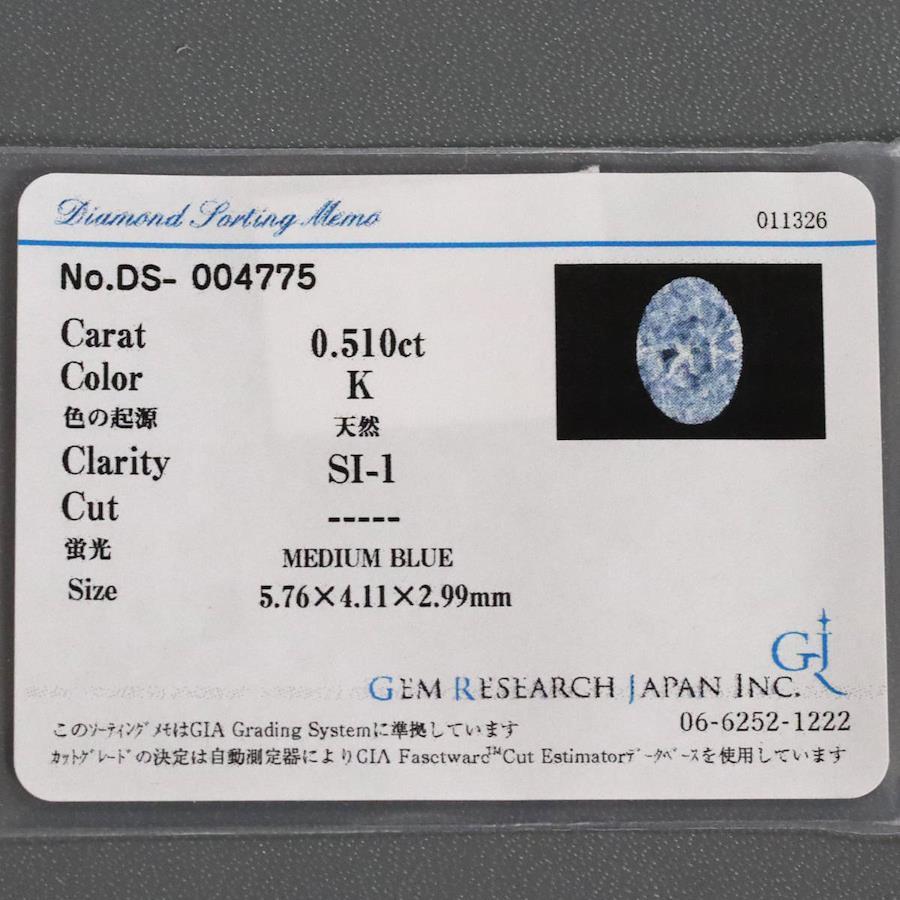 Diamond Sorting Memo
011326
No.DS- 004775
Carat 0.510ct
Color K
色の起源 天然
Clarity SI-1
Cut -----
蛍光 MEDIUM BLUE
Size 5.76×4.11×2.99mm
GJ
GEM RESEARCH JAPAN INC.
06-6252-1222
このソーティングメモはGIA Grading Systemに準拠しています
カットグレードの決定は自動測定器によりGIA Fasctward™Cut Estimatorデータベースを使用しています